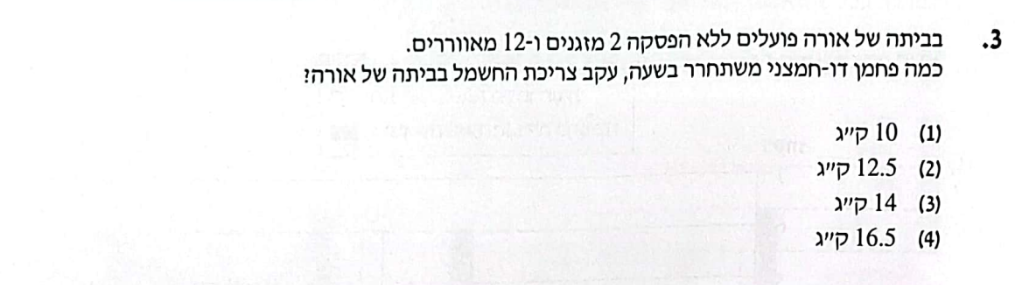 3. בביתה של אורה פועלים ללא הפסקה 2 מזגנים ו-12 מאווררים.
כמה פחמן דו-חמצני משתחרר בשעה, עקב צריכת החשמל בביתה של אורה?
(1) 10 ק"ג
(2) 12.5 ק"ג
(3) 14 ק"ג
(4) 16.5 ק"ג